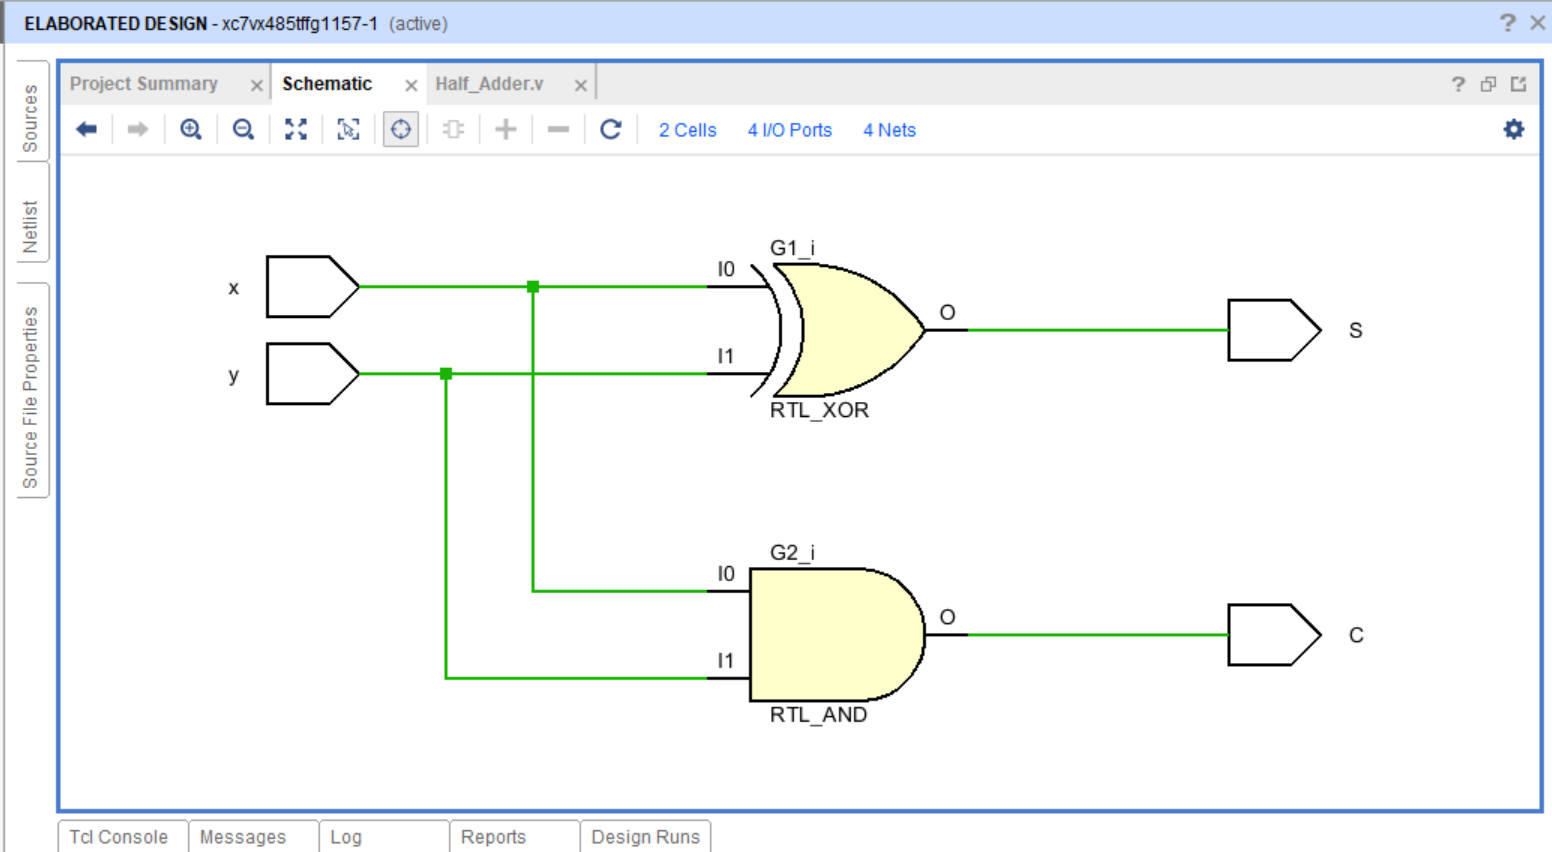 ELABORATED DESIGN - xc7vx485tffg1157-1 (active)
Project Summary
Schematic
Half_Adder.v
2 Cells
4 I/O Ports
4 Nets
Sources
Netlist
Source File Properties
x
y
G1_i
I0
I1
O
RTL_XOR
S
G2_i
I0
I1
O
RTL_AND
C
Tcl Console
Messages
Log
Reports
Design Runs